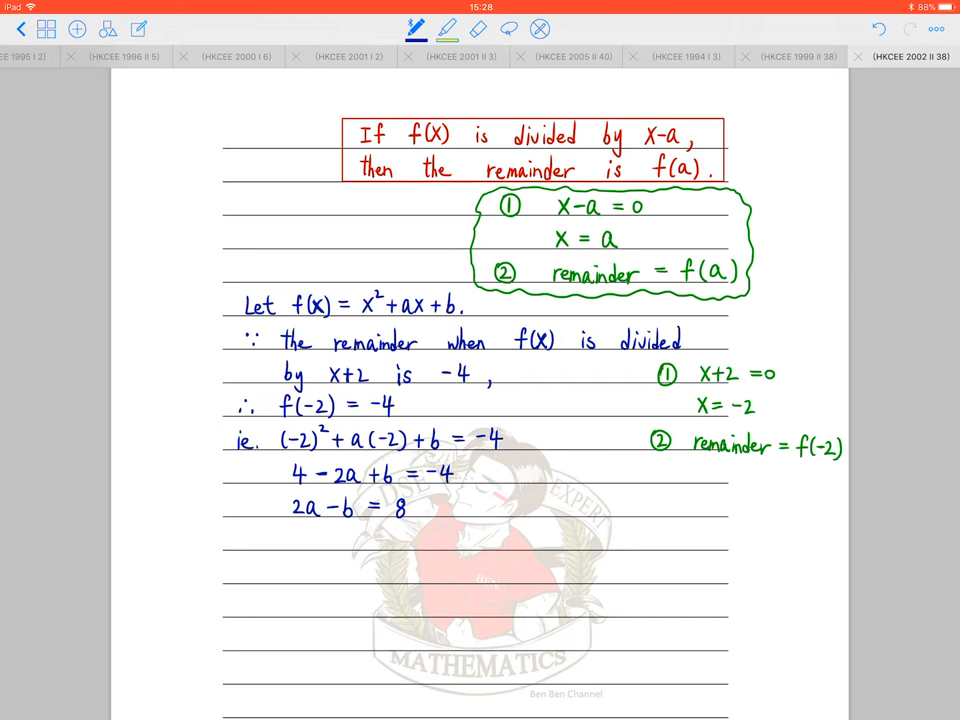 iPad 15:28 88%
1995 I 2) (HKCEE 1996 II 5) (HKCEE 2000 I 6) (HKCEE 2001 I 2) (HKCEE 2001 II 3) (HKCEE 2005 II 40) (HKCEE 1994 I 3) (HKCEE 1999 II 38) (HKCEE 2002 II 38)
If f(x) is divided by x-a,
then the remainder is f(a).
① x-a = 0
x = a
② remainder = f(a)
Let f(x) = x² + ax + b.
∵ the remainder when f(x) is divided
by x+2 is -4,
∴ f(-2) = -4
ie. (-2)² + a(-2) + b = -4
4 - 2a + b = -4
2a - b = 8
① x+2 = 0
x = -2
② remainder = f(-2)
DSE EXPERT
BEN
MATHEMATICS
Ben Ben Channel